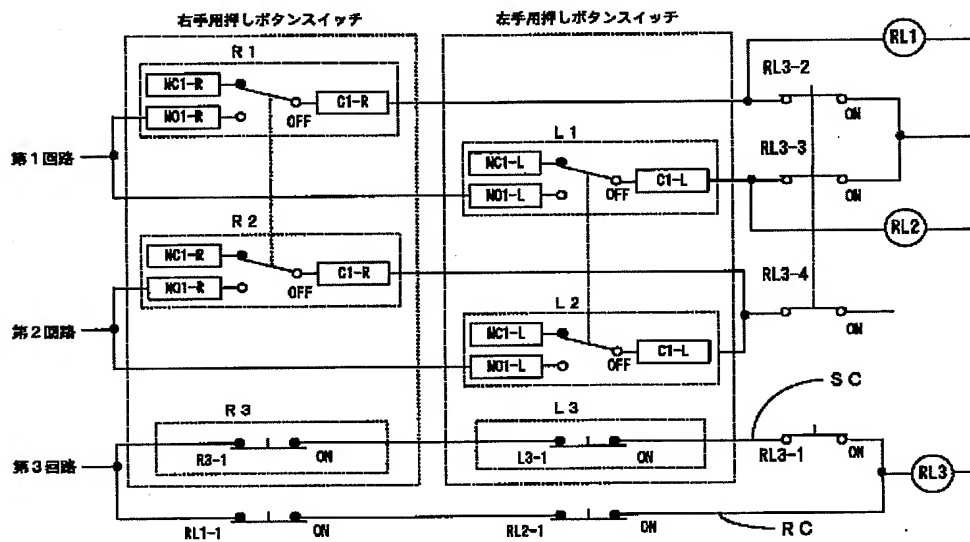 右手用押しボタンスイッチ
左手用押しボタンスイッチ
RL1
R1
RL3-2
NC1-R
C1-R
NO1-R
OFF
ON
L1
RL3-3
第1回路
NC1-L
C1-L
NO1-L
OFF
ON
RL2
R2
NC1-R
C1-R
NO1-R
OFF
RL3-4
L2
第2回路
NC1-L
C1-L
NO1-L
OFF
ON
SC
R3
L3
R3-1
ON
L3-1
ON
RL3-1
ON
第3回路
RL3
RL1-1
ON
RL2-1
ON
RC